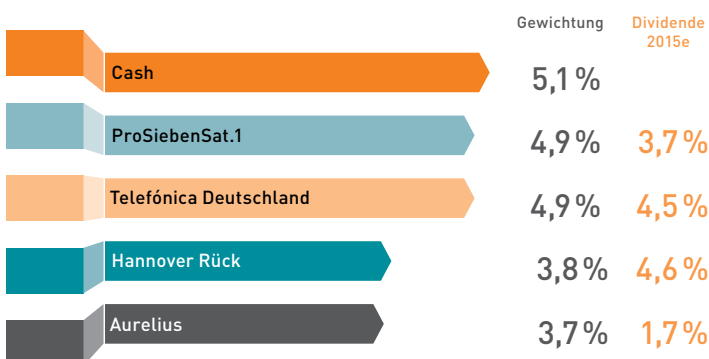 Gewichtung Dividende
2015e
Cash 5,1 %
ProSiebenSat.1 4,9 % 3,7 %
Telefónica Deutschland 4,9 % 4,5 %
Hannover Rück 3,8 % 4,6 %
Aurelius 3,7 % 1,7 %